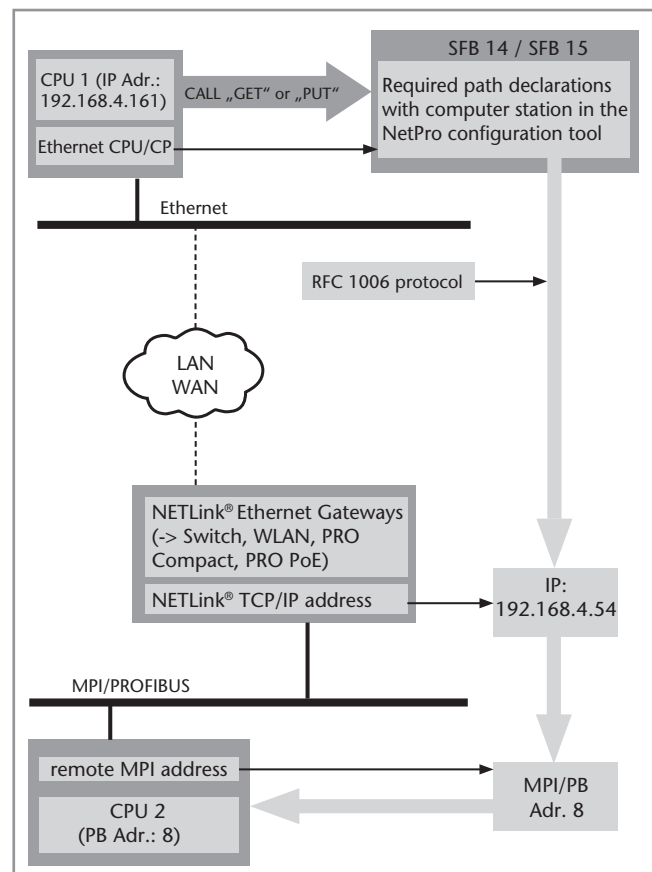 CPU 1 (IP Adr.:
192.168.4.161)
Ethernet CPU/CP
CALL „GET“ or „PUT“
SFB 14 / SFB 15
Required path declarations
with computer station in the
NetPro configuration tool
Ethernet
RFC 1006 protocol
LAN
WAN
NETLink® Ethernet Gateways
(-> Switch, WLAN, PRO
Compact, PRO PoE)
NETLink® TCP/IP address
IP:
192.168.4.54
MPI/PROFIBUS
remote MPI address
CPU 2
(PB Adr.: 8)
MPI/PB
Adr. 8